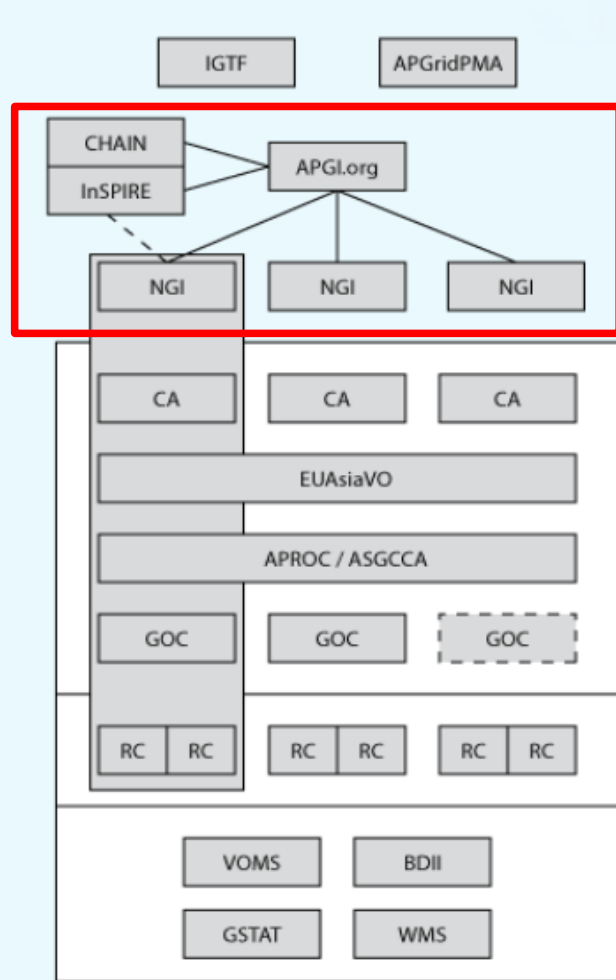 IGTF APGridPMA
CHAIN
APGI.org
InSPIRE
NGI NGI NGI
CA CA CA
EUAsiaVO
APROC / ASGCCA
GOC GOC GOC
RC RC RC RC RC RC
VOMS BDII
GSTAT WMS